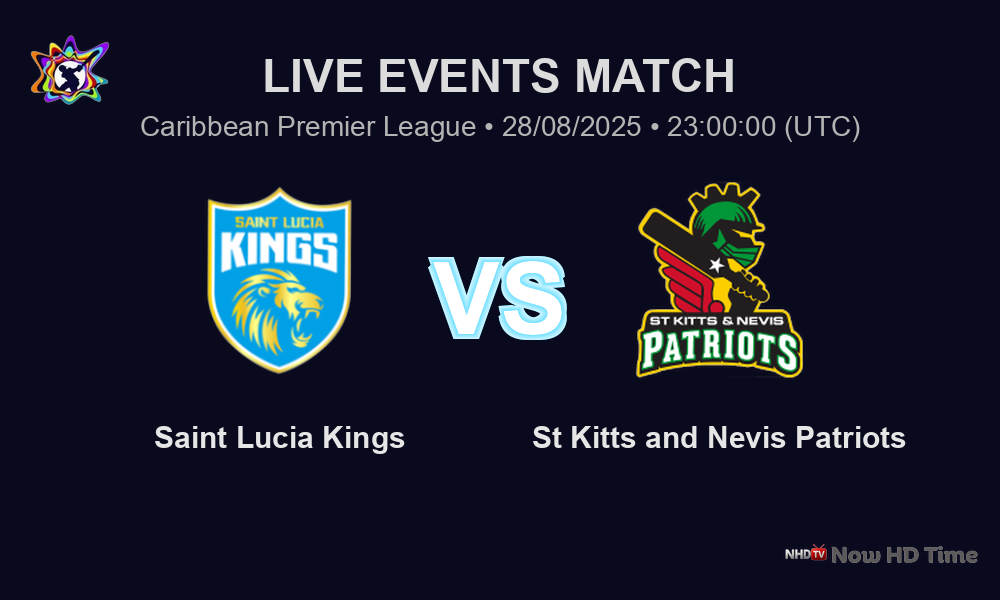 LIVE EVENTS MATCH
Caribbean Premier League • 28/08/2025 • 23:00:00 (UTC)
SAINT LUCIA
KINGS
VS
ST KITTS & NEVIS
PATRIOTS
Saint Lucia Kings
St Kitts and Nevis Patriots
NHDTV Now HD Time